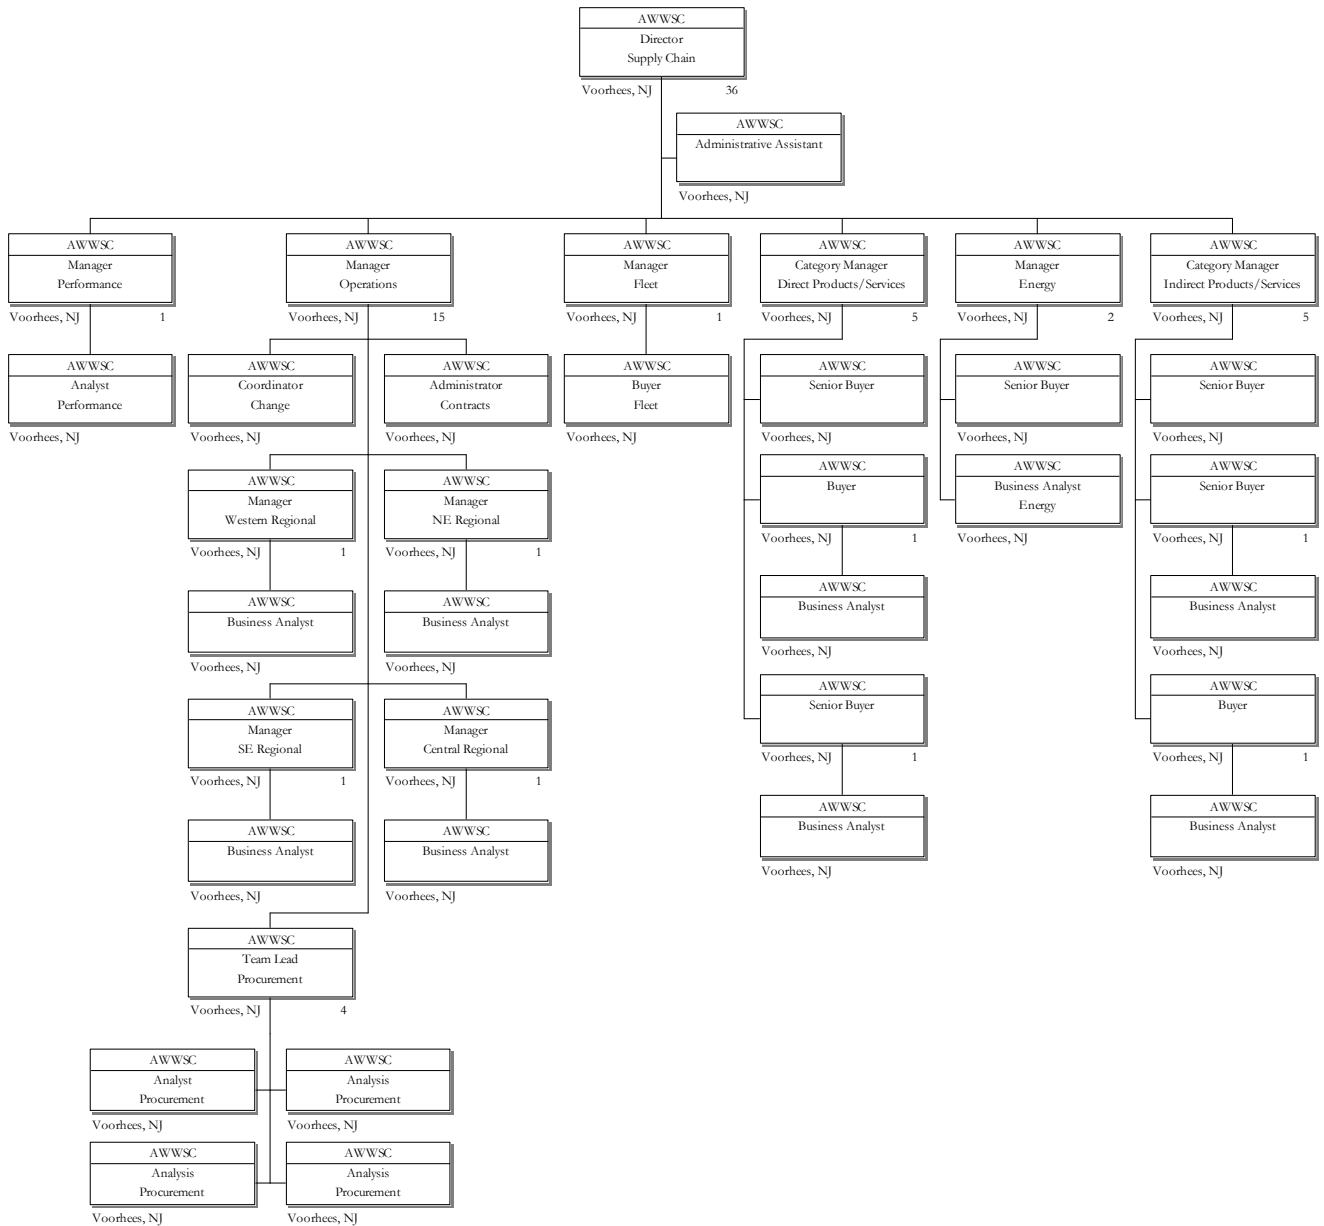 AWWSC
Director
Supply Chain
Voorhees, NJ 36
AWWSC
Administrative Assistant
Voorhees, NJ
AWWSC
Manager
Performance
Voorhees, NJ 1
AWWSC
Analyst
Performance
Voorhees, NJ
AWWSC
Manager
Operations
Voorhees, NJ 15
AWWSC
Coordinator
Change
Voorhees, NJ
AWWSC
Administrator
Contracts
Voorhees, NJ
AWWSC
Manager
Western Regional
Voorhees, NJ 1
AWWSC
Business Analyst
Voorhees, NJ
AWWSC
Manager
NE Regional
Voorhees, NJ 1
AWWSC
Business Analyst
Voorhees, NJ
AWWSC
Manager
SE Regional
Voorhees, NJ 1
AWWSC
Business Analyst
Voorhees, NJ
AWWSC
Manager
Central Regional
Voorhees, NJ 1
AWWSC
Business Analyst
Voorhees, NJ
AWWSC
Team Lead
Procurement
Voorhees, NJ 4
AWWSC
Analyst
Procurement
Voorhees, NJ
AWWSC
Analysis
Procurement
Voorhees, NJ
AWWSC
Analysis
Procurement
Voorhees, NJ
AWWSC
Analysis
Procurement
Voorhees, NJ
AWWSC
Manager
Fleet
Voorhees, NJ 1
AWWSC
Buyer
Fleet
Voorhees, NJ
AWWSC
Category Manager
Direct Products/Services
Voorhees, NJ 5
AWWSC
Senior Buyer
Voorhees, NJ
AWWSC
Buyer
Voorhees, NJ 1
AWWSC
Business Analyst
Voorhees, NJ
AWWSC
Senior Buyer
Voorhees, NJ 1
AWWSC
Business Analyst
Voorhees, NJ
AWWSC
Manager
Energy
Voorhees, NJ 2
AWWSC
Senior Buyer
Voorhees, NJ
AWWSC
Business Analyst
Energy
Voorhees, NJ
AWWSC
Category Manager
Indirect Products/Services
Voorhees, NJ 5
AWWSC
Senior Buyer
Voorhees, NJ
AWWSC
Senior Buyer
Voorhees, NJ 1
AWWSC
Business Analyst
Voorhees, NJ
AWWSC
Buyer
Voorhees, NJ 1
AWWSC
Business Analyst
Voorhees, NJ